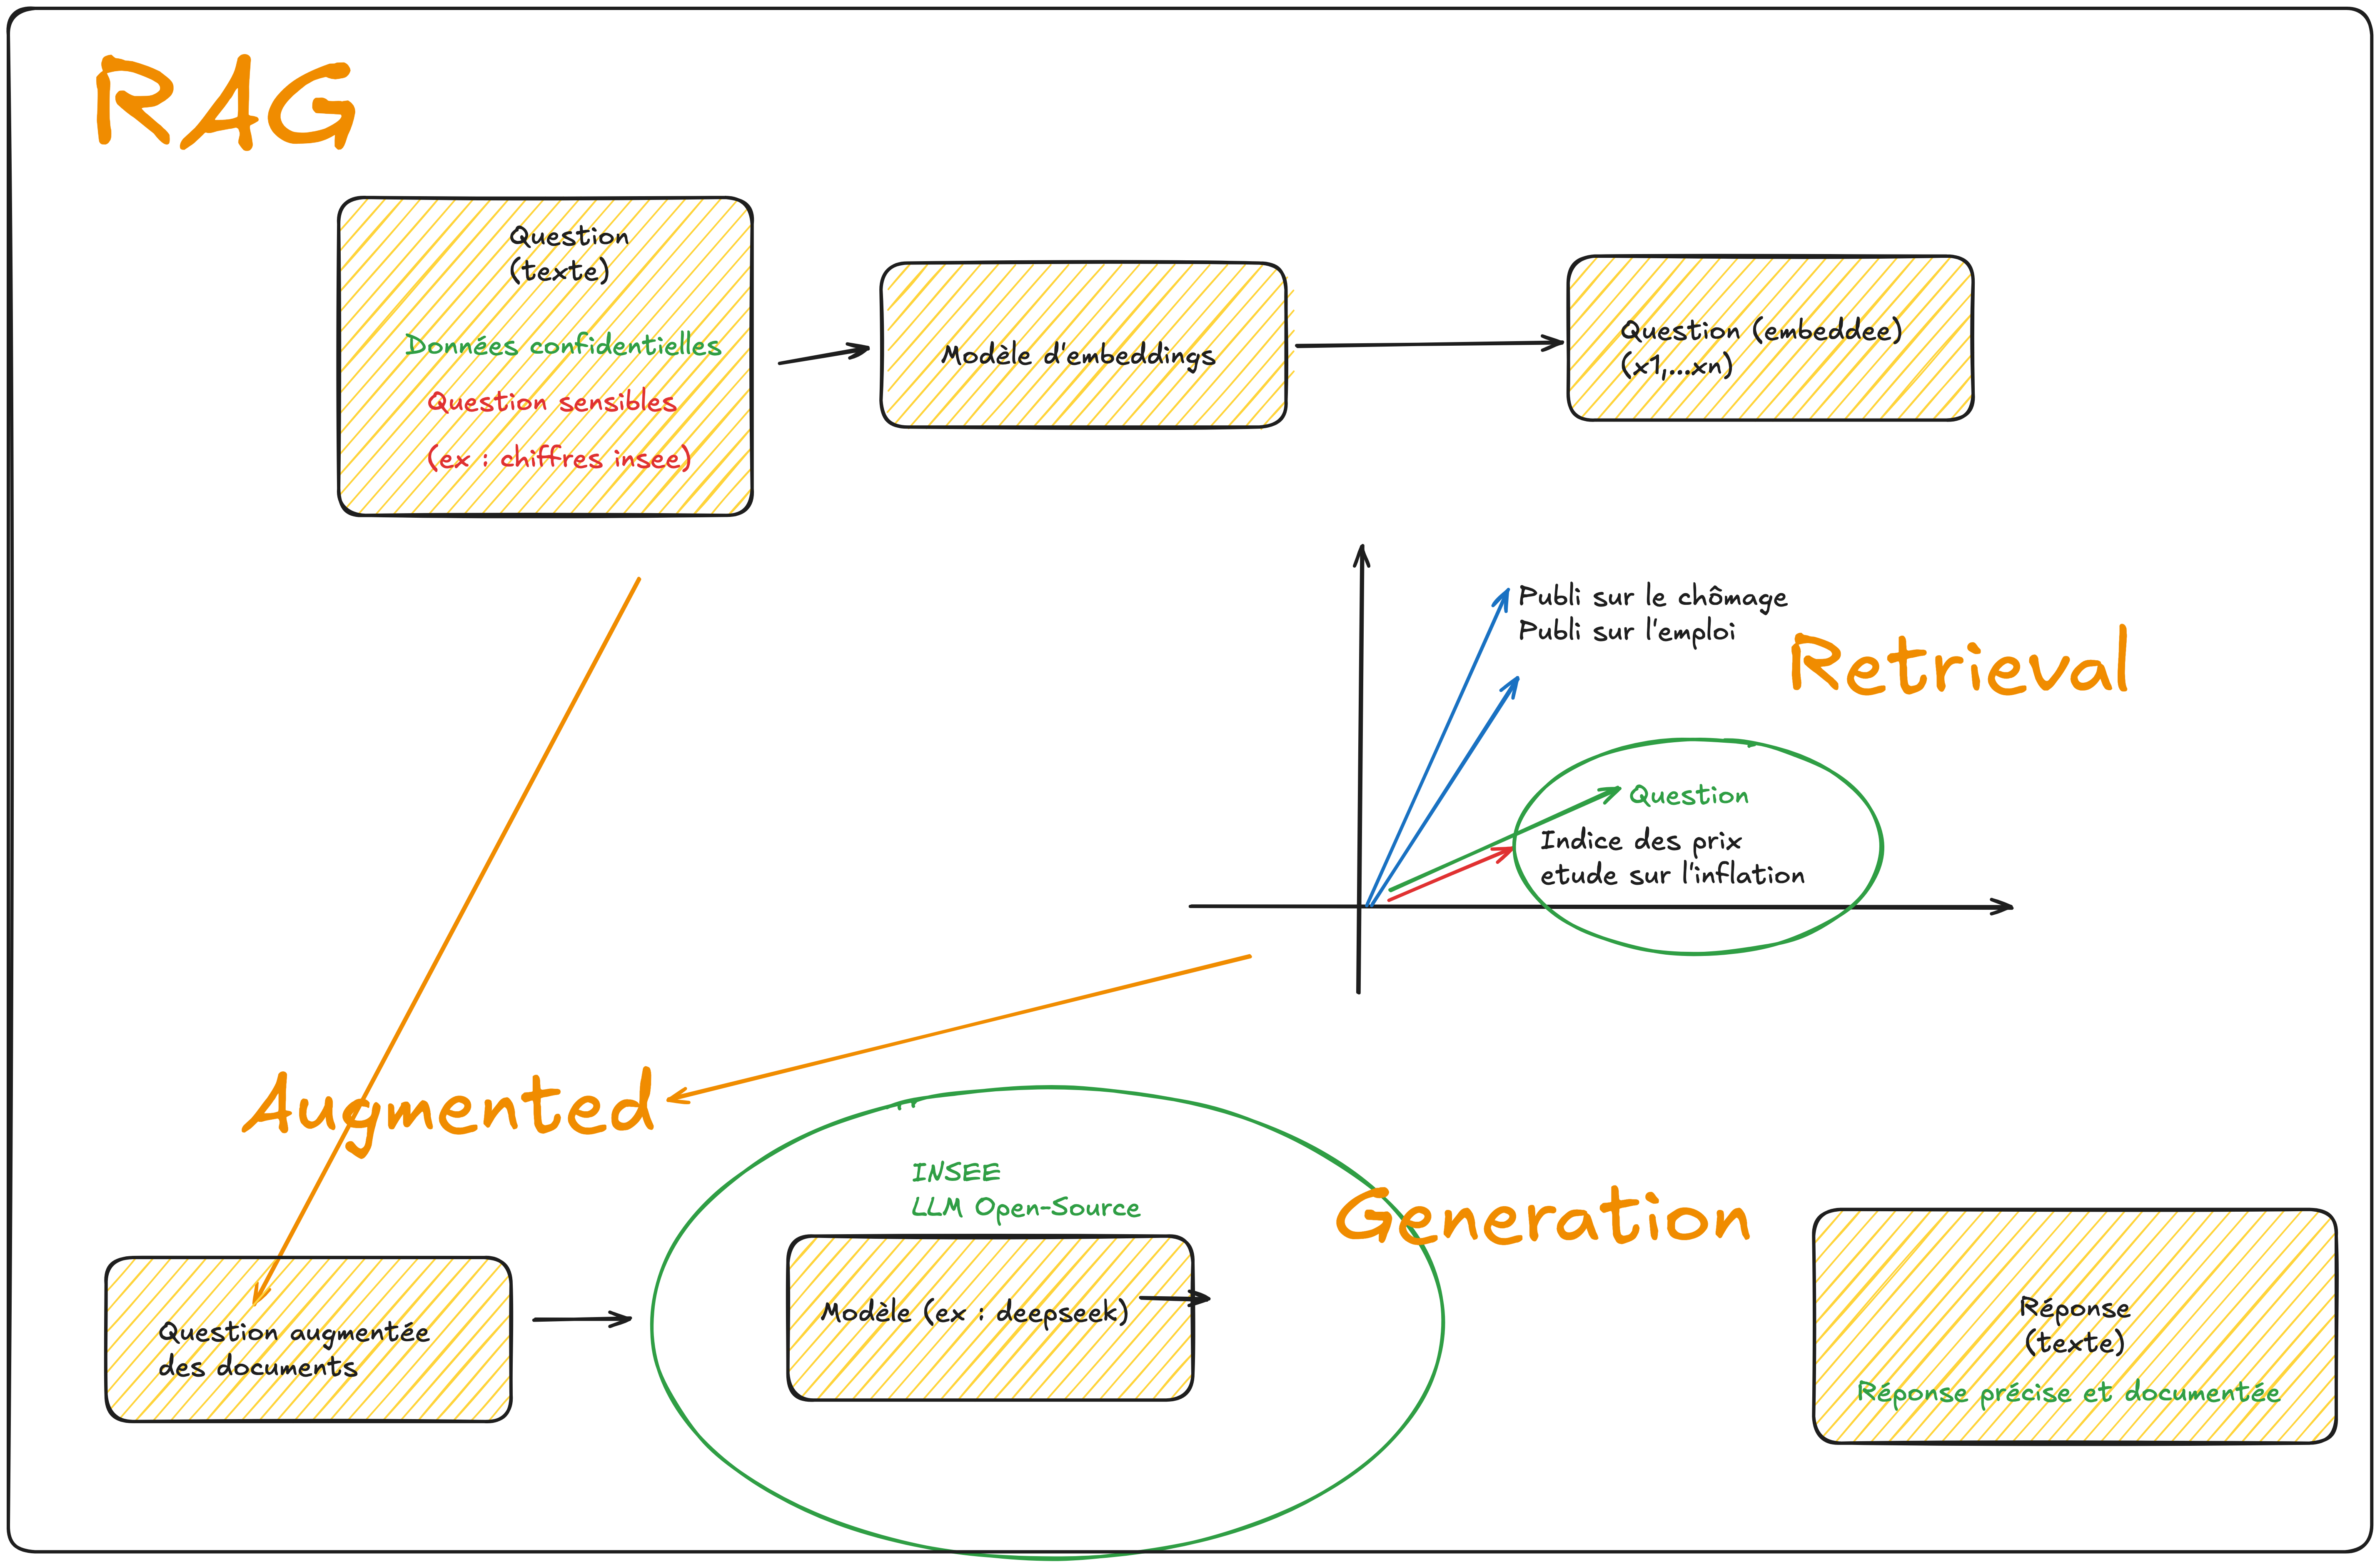 RAG
Question
(texte)
Données confidentielles
Question sensibles
(ex : chiffres insee)
Modèle d'embeddings
Question (embeddee)
(x1,...xn)
Publi sur le chômage
Publi sur l'emploi
Retrieval
Question
Indice des prix
etude sur l'inflation
Augmented
INSEE
LLM Open-Source
Generation
Question augmentée
des documents
Modèle (ex : deepseek)
Réponse
(texte)
Réponse précise et documentée